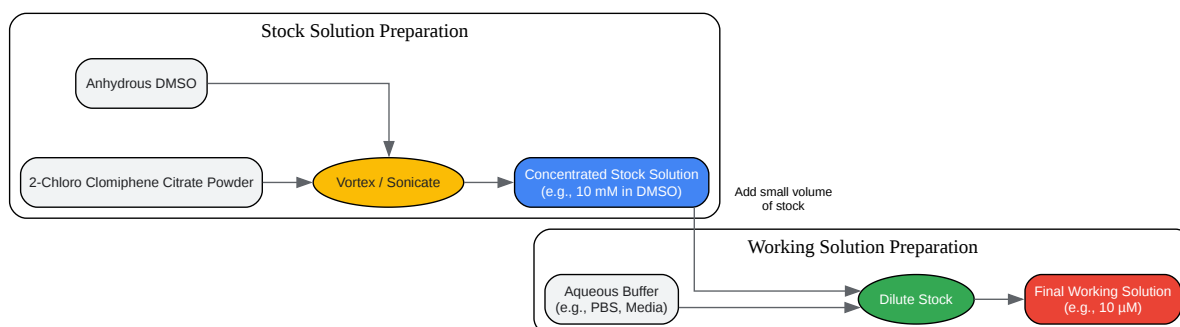 Stock Solution Preparation
Anhydrous DMSO
2-Chloro Clomiphene Citrate Powder
Vortex / Sonicate
Concentrated Stock Solution
(e.g., 10 mM in DMSO)
Add small volume
of stock
Working Solution Preparation
Aqueous Buffer
(e.g., PBS, Media)
Dilute Stock
Final Working Solution
(e.g., 10 µM)